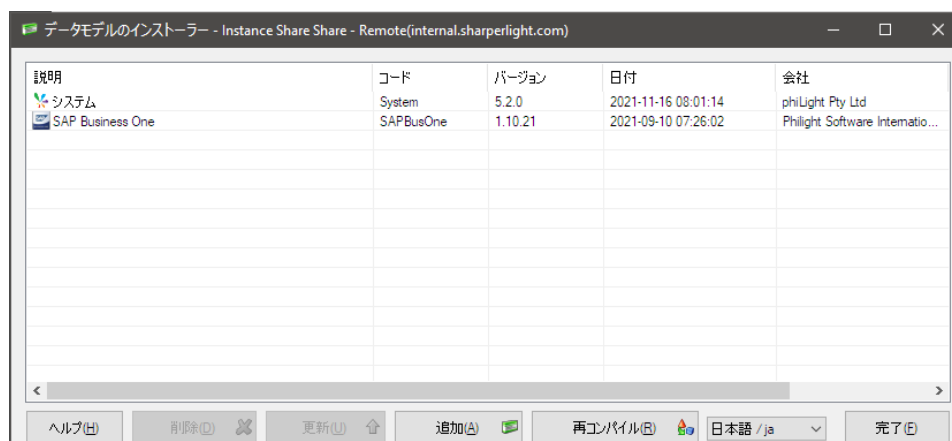 データモデルのインストーラー - Instance Share Share - Remote(internal.sharperlight.com)
説明 コード バージョン 日付 会社
システム System 5.2.0 2021-11-16 08:01:14 phiLight Pty Ltd
SAP Business One SAPBusOne 1.10.21 2021-09-10 07:26:02 Philight Software Internatio...
ヘルプ(H) 削除(D) 更新(U) 追加(A) 再コンパイル(R) 日本語 / ja 完了(F)